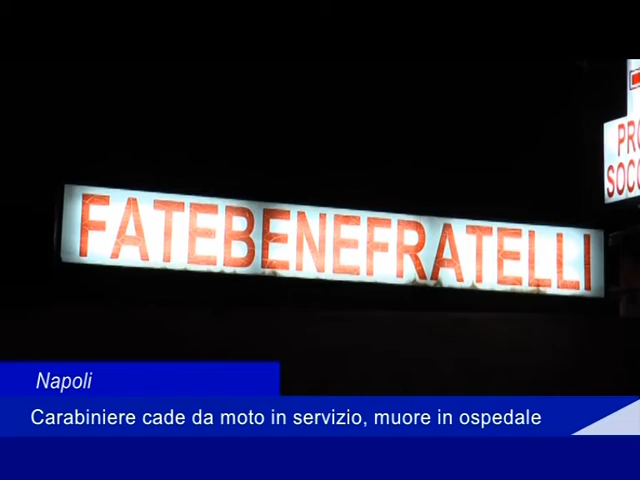 FATEBENEFRATELLI
Napoli
Carabiniere cade da moto in servizio, muore in ospedale